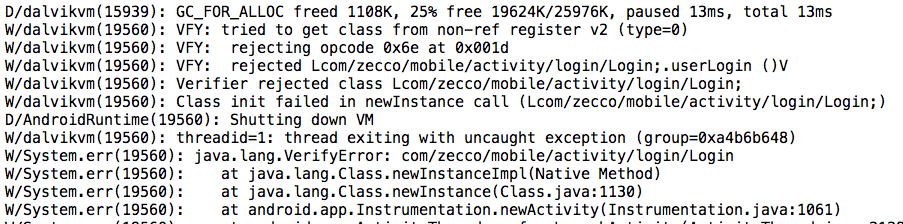 D/dalvikvm(15939): GC_FOR_ALLOC freed 1108K, 25% free 19624K/25976K, paused 13ms, total 13ms
W/dalvikvm(19560): VFY: tried to get class from non-ref register v2 (type=0)
W/dalvikvm(19560): VFY:  rejecting opcode 0x6e at 0x001d
W/dalvikvm(19560): VFY:  rejected Lcom/zecco/mobile/activity/login/Login;.userLogin ()V
W/dalvikvm(19560): Verifier rejected class Lcom/zecco/mobile/activity/login/Login;
W/dalvikvm(19560): Class init failed in newInstance call (Lcom/zecco/mobile/activity/login/Login;)
D/AndroidRuntime(19560): Shutting down VM
W/dalvikvm(19560): threadid=1: thread exiting with uncaught exception (group=0xa4b6b648)
W/System.err(19560): java.lang.VerifyError: com/zecco/mobile/activity/login/Login
W/System.err(19560):    at java.lang.Class.newInstanceImpl(Native Method)
W/System.err(19560):    at java.lang.Class.newInstance(Class.java:1130)
W/System.err(19560):    at android.app.Instrumentation.newActivity(Instrumentation.java:1061)